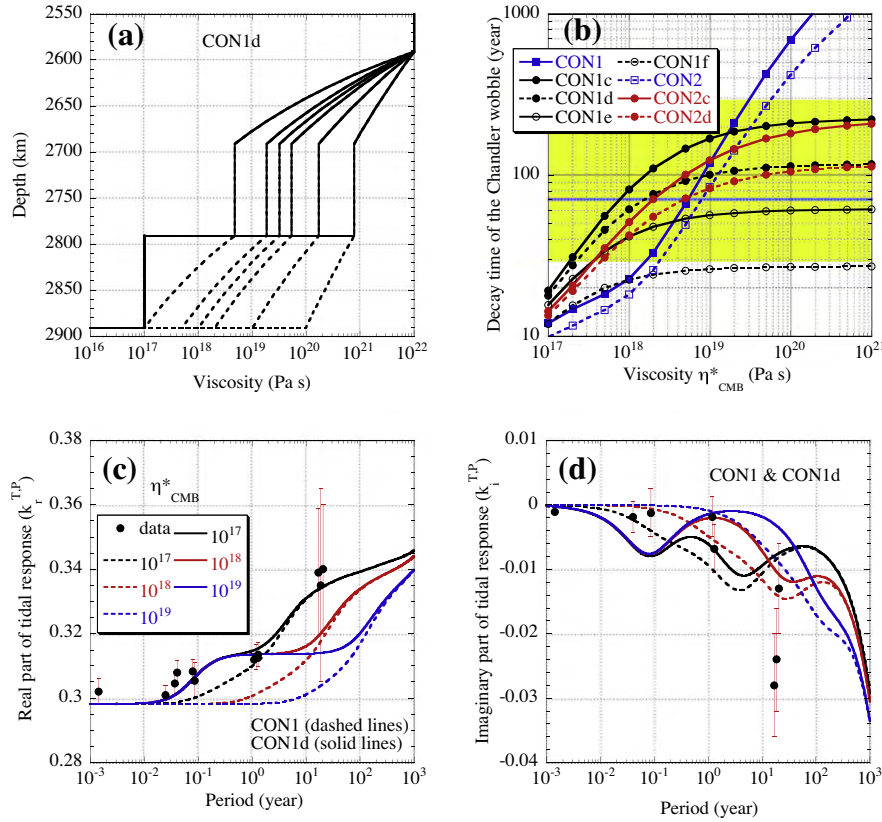 (a)
CON1d
2550
2600
2650
2700
2750
2800
2850
2900
Depth (km)
10^16 10^17 10^18 10^19 10^20 10^21 10^22
Viscosity (Pa s)
(b)
1000
100
10
Decay time of the Chandler wobble (year)
CON1 CON1f
CON1c CON2
CON1d CON2c
CON1e CON2d
10^17 10^18 10^19 10^20 10^21
Viscosity η*CMB (Pa s)
(c)
0.38
0.36
0.34
0.32
0.3
0.28
Real part of tidal response (k_r^T,P)
η*CMB
data 10^17
10^17 10^18
10^18 10^19
10^19
CON1 (dashed lines)
CON1d (solid lines)
10^-3 10^-2 10^-1 10^0 10^1 10^2 10^3
Period (year)
(d)
CON1 & CON1d
0.01
0
-0.01
-0.02
-0.03
-0.04
Imaginary part of tidal response (k_i^T,P)
10^-3 10^-2 10^-1 10^0 10^1 10^2 10^3
Period (year)